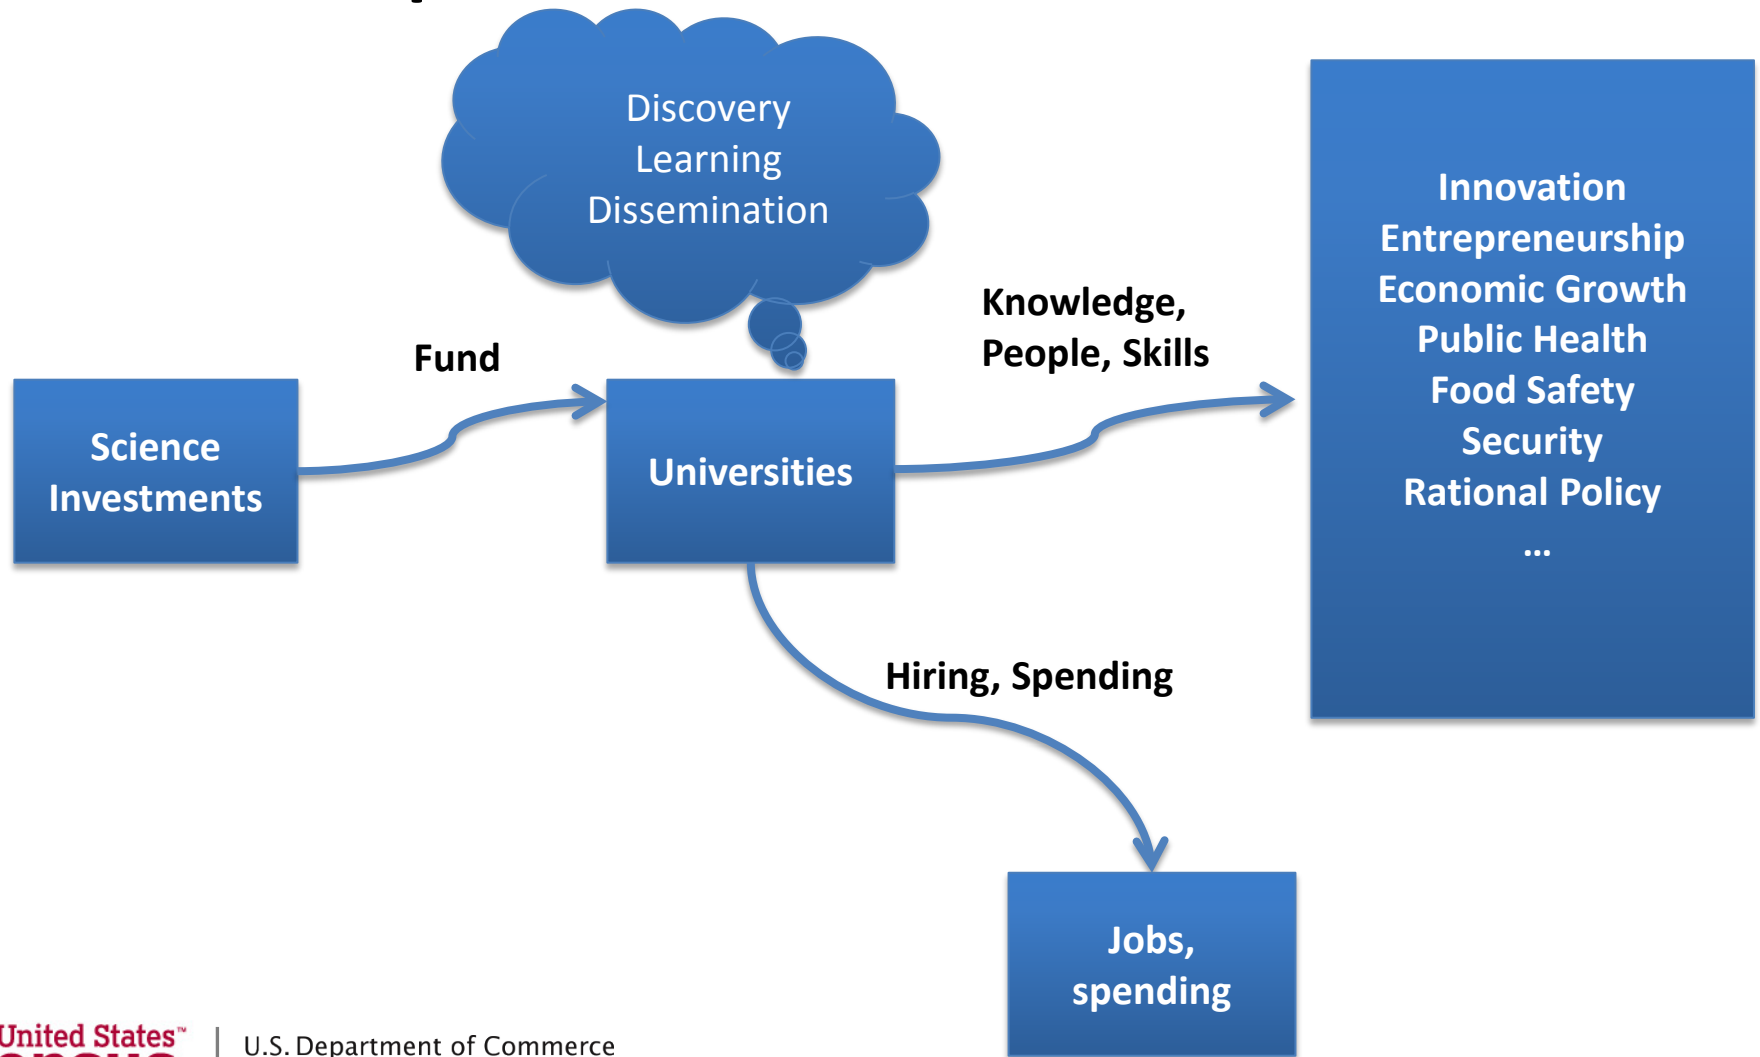 Discovery
Learning
Dissemination
Innovation
Entrepreneurship
Economic Growth
Public Health
Food Safety
Security
Rational Policy
...
Knowledge,
People, Skills
Fund
Science
Investments
Universities
Hiring, Spending
Jobs,
spending
United States™
U.S. Department of Commerce